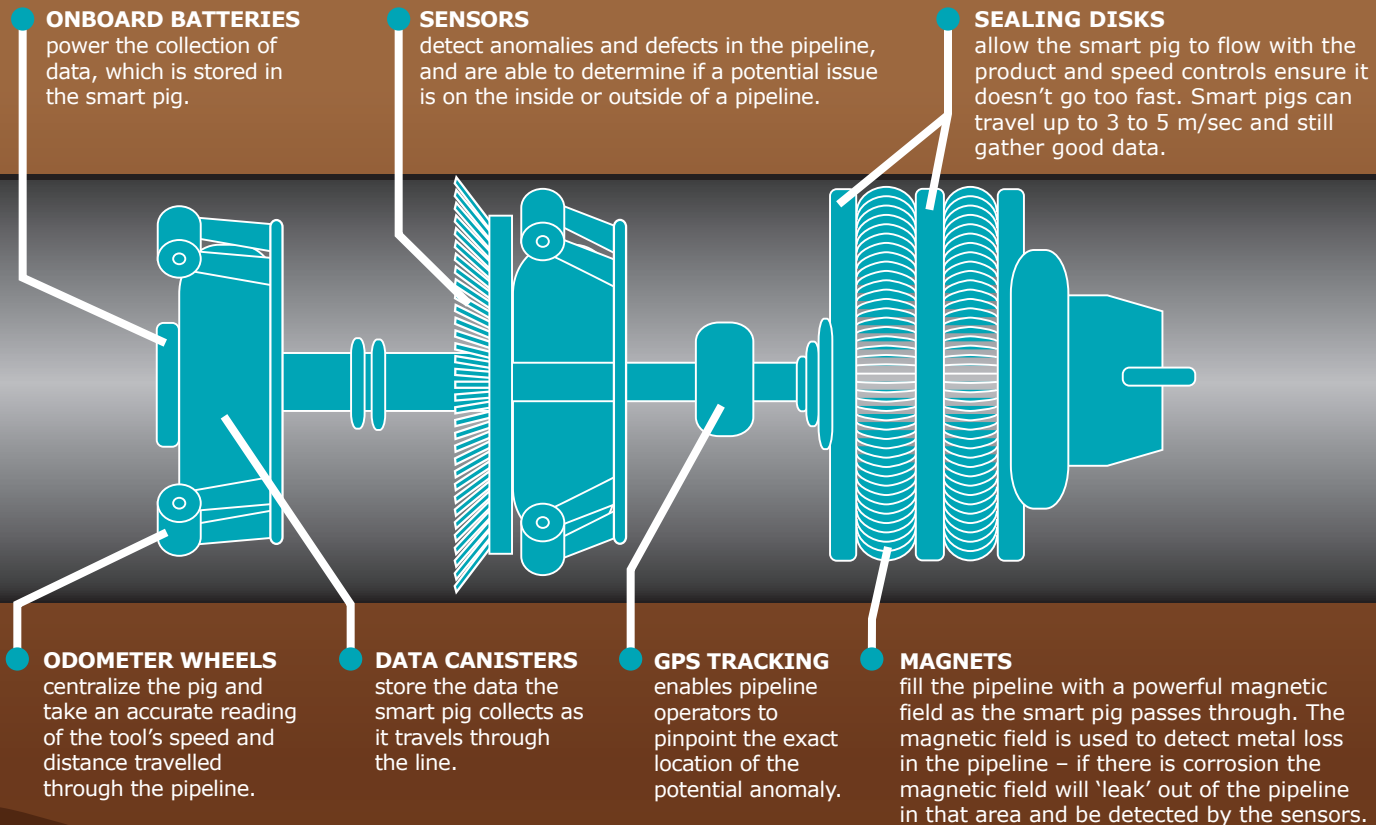 ONBOARD BATTERIES
power the collection of
data, which is stored in
the smart pig.
SENSORS
detect anomalies and defects in the pipeline,
and are able to determine if a potential issue
is on the inside or outside of a pipeline.
SEALING DISKS
allow the smart pig to flow with the
product and speed controls ensure it
doesn't go too fast. Smart pigs can
travel up to 3 to 5 m/sec and still
gather good data.
ODOMETER WHEELS
centralize the pig and
take an accurate reading
of the tool's speed and
distance travelled
through the pipeline.
DATA CANISTERS
store the data the
smart pig collects as
it travels through
the line.
GPS TRACKING
enables pipeline
operators to
pinpoint the exact
location of the
potential anomaly.
MAGNETS
fill the pipeline with a powerful magnetic
field as the smart pig passes through. The
magnetic field is used to detect metal loss
in the pipeline – if there is corrosion the
magnetic field will ‘leak’ out of the pipeline
in that area and be detected by the sensors.